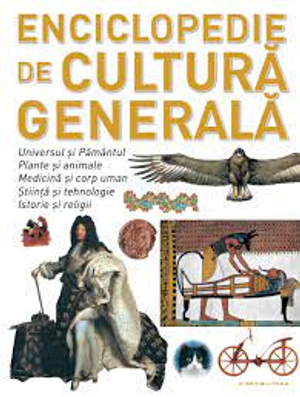 ENCICLOPEDIE
DE CULTURĂ
GENERALĂ
Universul și Pământul
Plante și animale
Medicină și corp uman
Știință și tehnologie
Istorie și religii